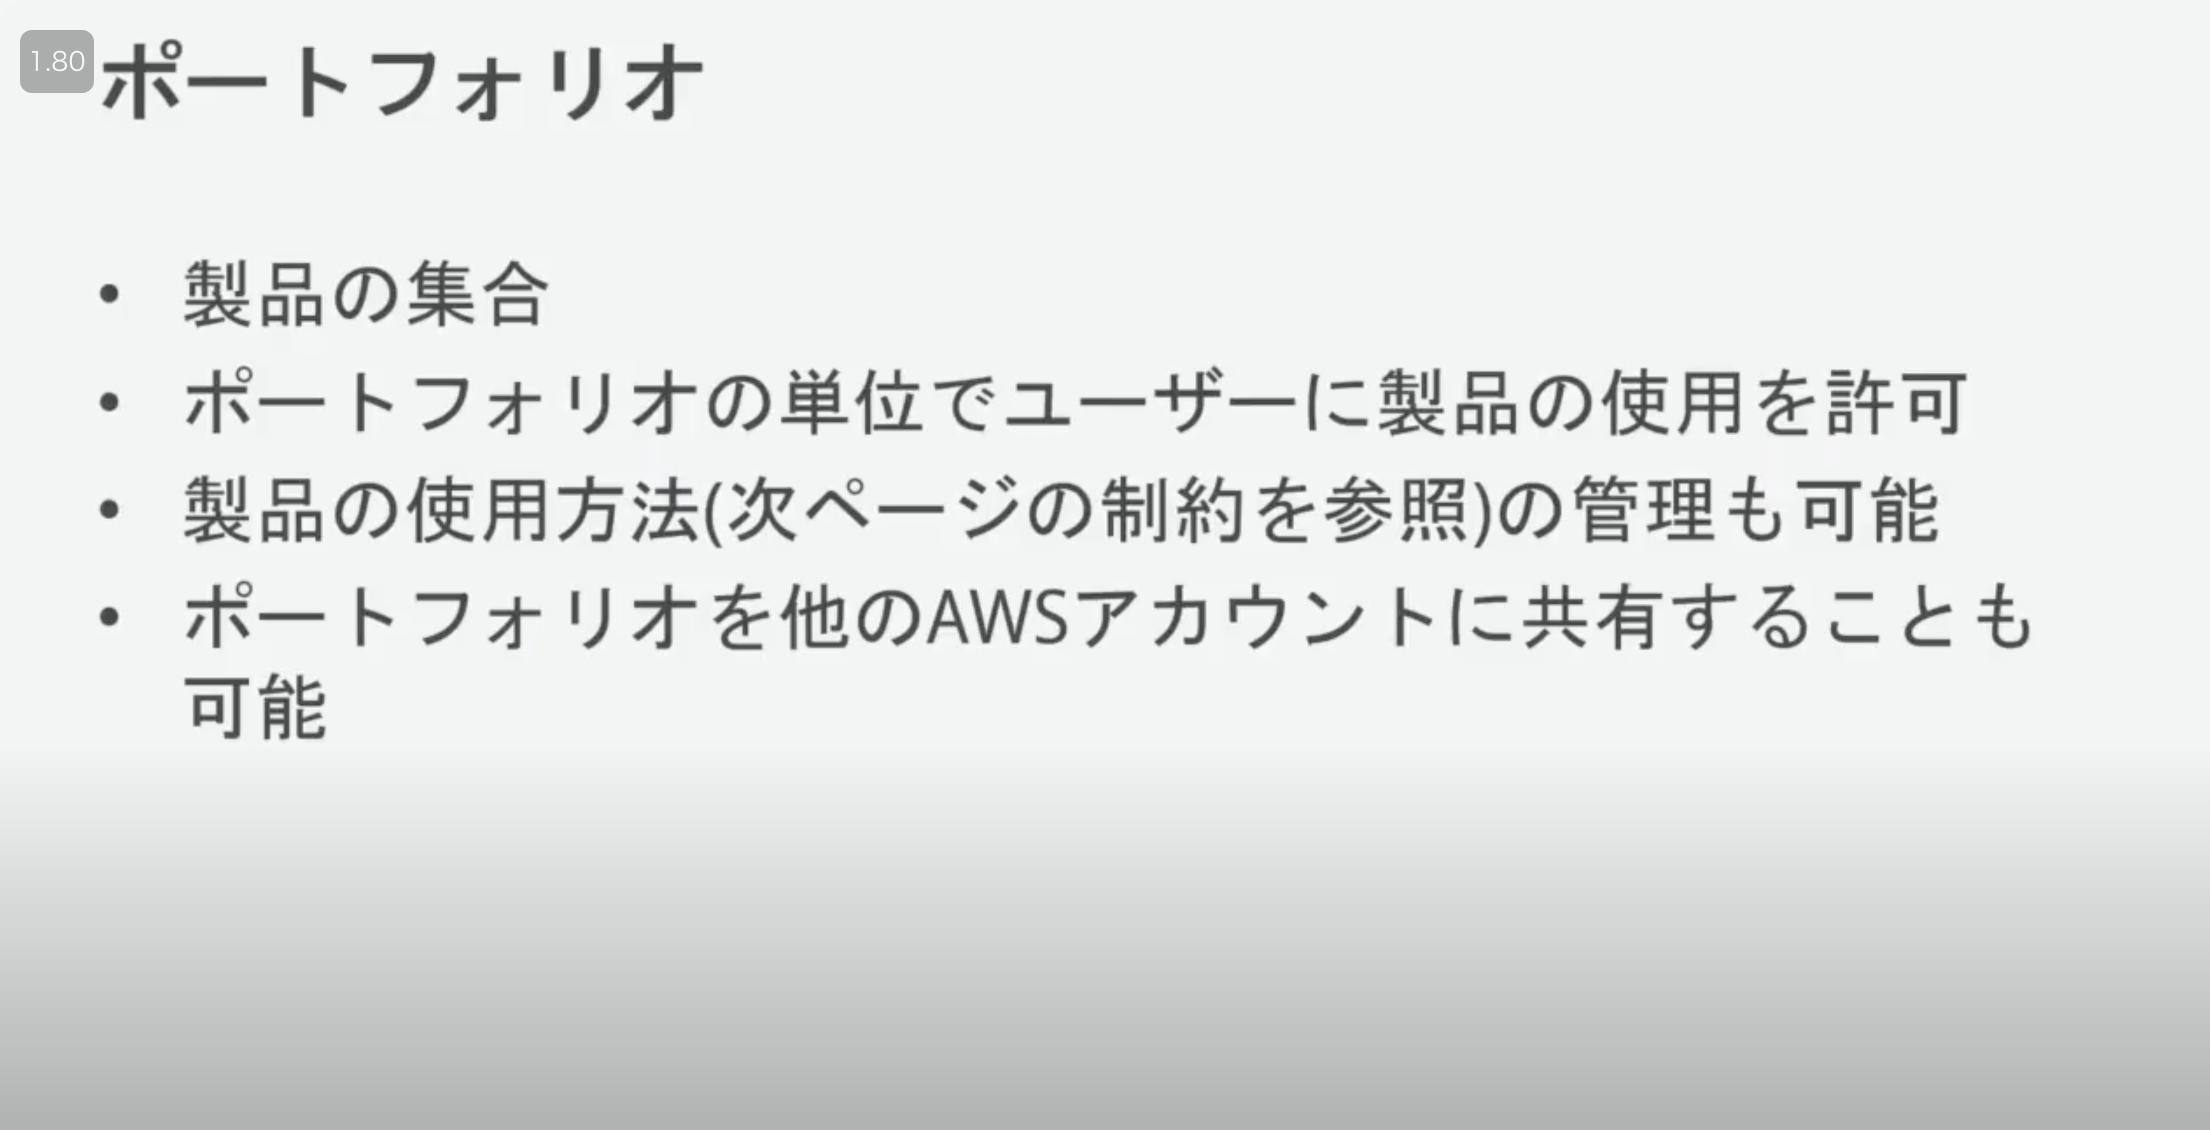 1.80
ポートフォリオ
• 製品の集合
• ポートフォリオの単位でユーザーに製品の使用を許可
• 製品の使用方法(次ページの制約を参照)の管理も可能
• ポートフォリオを他のAWSアカウントに共有することも
可能